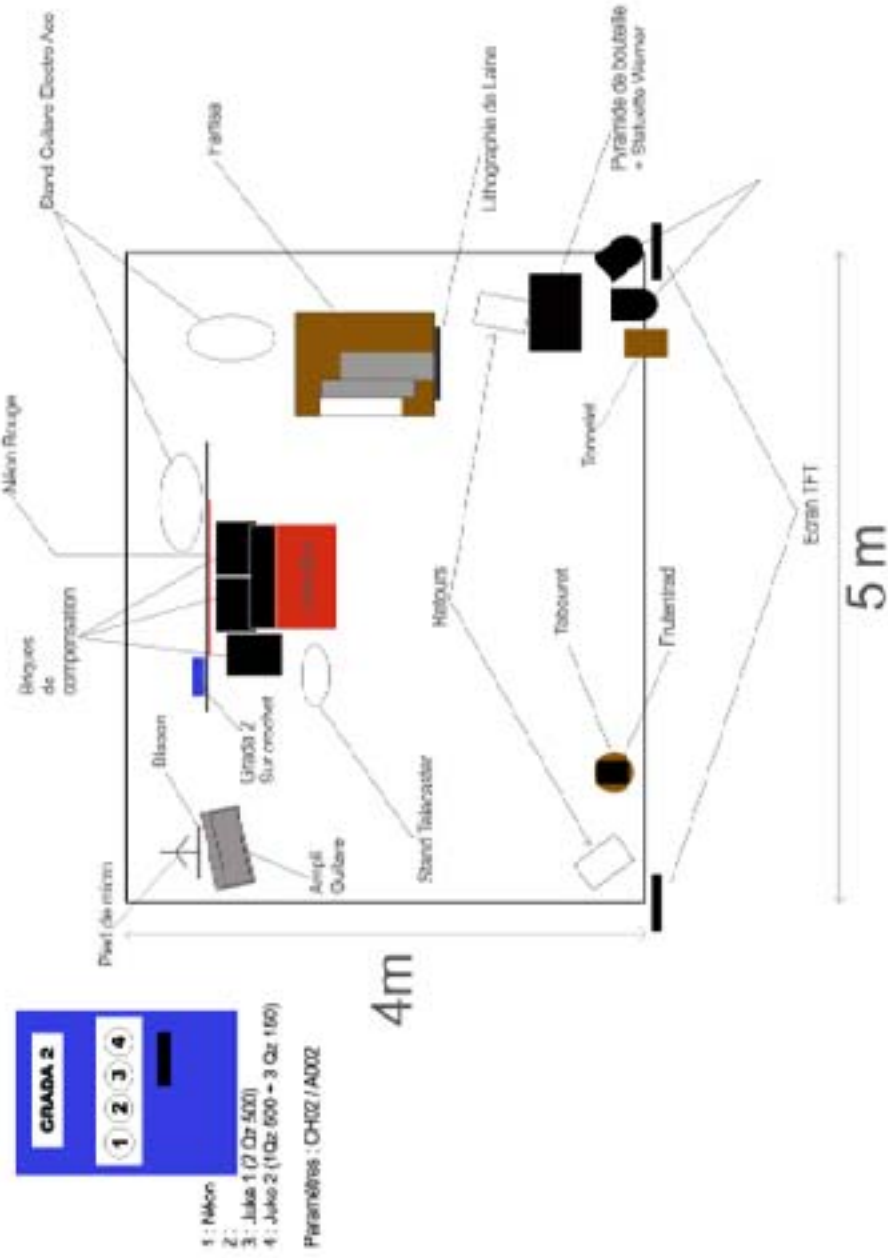 GRADA 2
1 2 3 4
1 : Néon
2 :
3 : Juke 1 (2 Qz 500)
4 : Juke 2 (1Qz 500 + 3 Qz 150)
Paramètres : CH02 / A002
4m
5 m
Pied de micro
Blason
Ampli
Guitare
Briques
de
compensation
Grada 2
Sur crochet
Néon Rouge
Stand Guitare Electro Aco
Stand Telecaster
Farfisa
Lithographie de Laine
Retours
Pyramide de bouteille
+ Statuette Warner
Tonnelet
Tabouret
Frutentrad
Ecran TFT